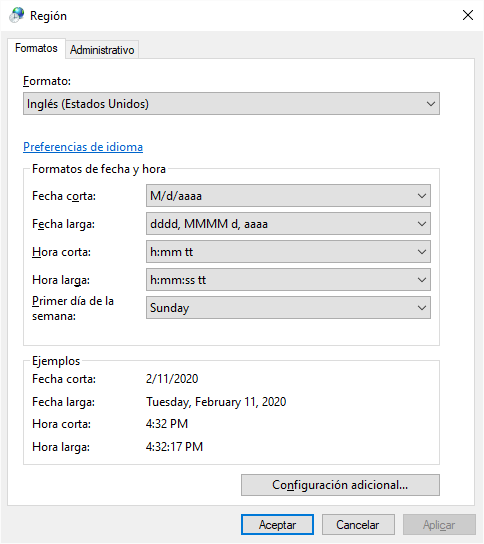 Región
Formatos Administrativo
Formato:
Inglés (Estados Unidos)
Preferencias de idioma
Formatos de fecha y hora
Fecha corta: M/d/aaaa
Fecha larga: dddd, MMMM d, aaaa
Hora corta: h:mm tt
Hora larga: h:mm:ss tt
Primer día de la
semana: Sunday
Ejemplos
Fecha corta: 2/11/2020
Fecha larga: Tuesday, February 11, 2020
Hora corta: 4:32 PM
Hora larga: 4:32:17 PM
Configuración adicional...
Aceptar Cancelar Aplicar